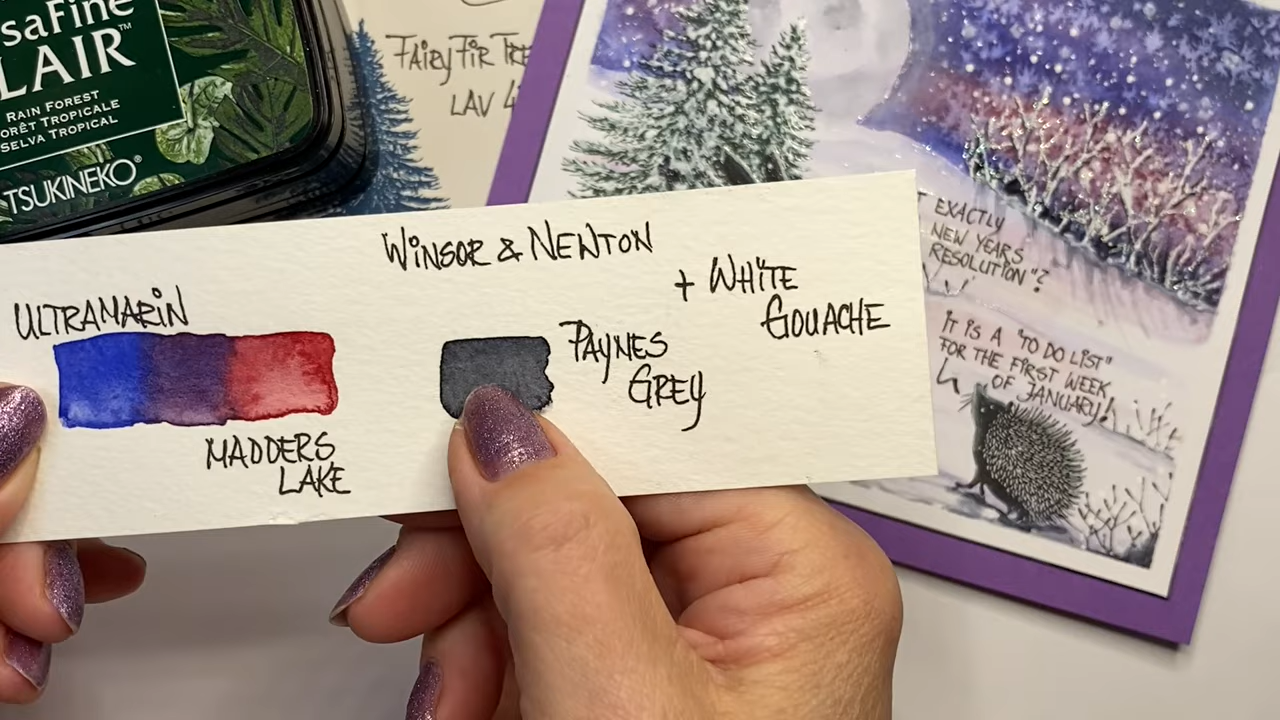 saFine
LAIR™
RAIN FOREST
ORÊT TROPICALE
SELVA TROPICAL
TSUKINEKO®
FAIRY FIR TRE
LAV
EXACTLY
NEW YEARS
RESOLUTION"?
IT IS A "TO DO LIST"
FOR THE FIRST WEEK
OF JANUARY!
WINSOR & NEWTON
+ WHITE
GOUACHE
ULTRAMARIN
MADDERS
LAKE
PAYNES
GREY